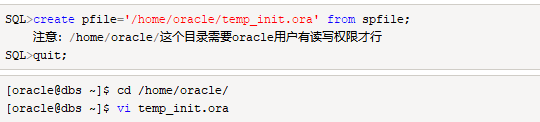 SQL>create pfile='/home/oracle/temp_init.ora' from spfile;
注意：/home/oracle/这个目录需要oracle用户有读写权限才行
SQL>quit;
[oracle@dbs ~]$ cd /home/oracle/
[oracle@dbs ~]$ vi temp_init.ora